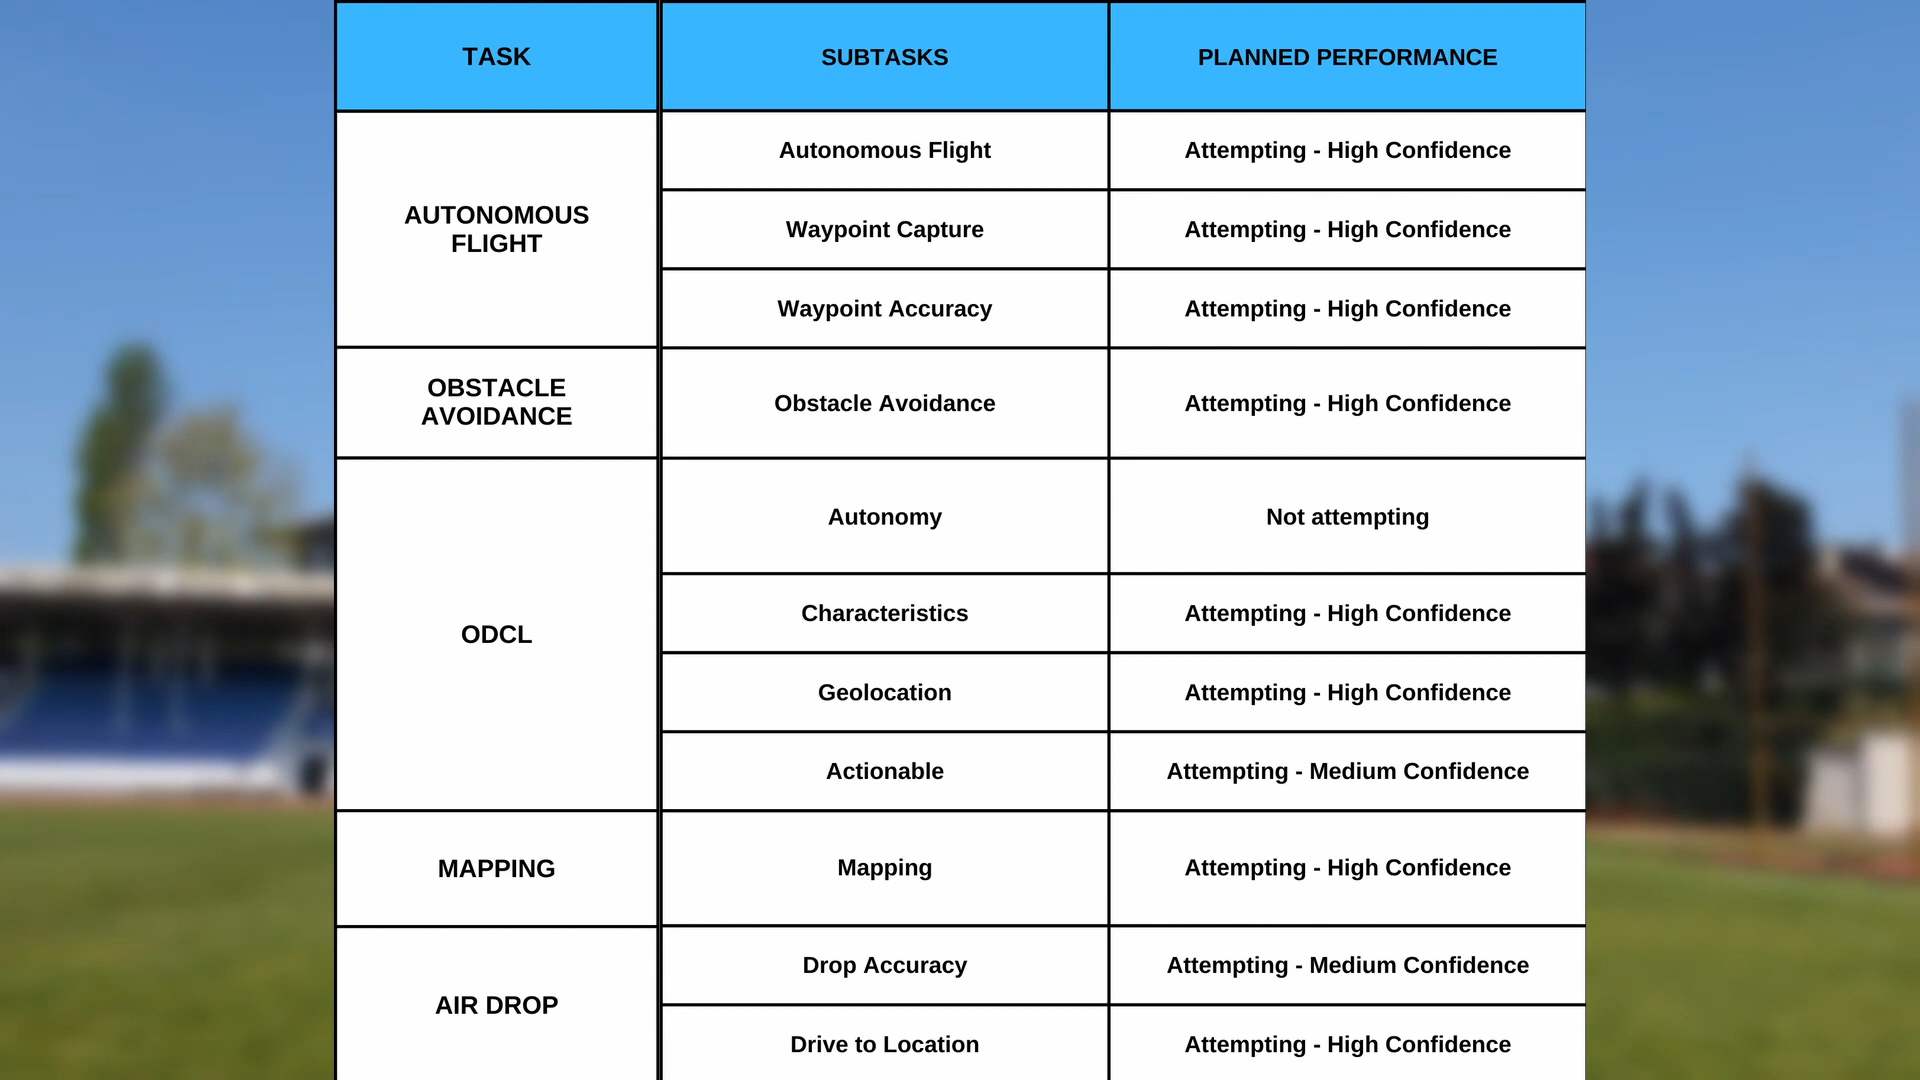 TASK
SUBTASKS
PLANNED PERFORMANCE
AUTONOMOUS
FLIGHT
Autonomous Flight
Attempting - High Confidence
Waypoint Capture
Attempting - High Confidence
Waypoint Accuracy
Attempting - High Confidence
OBSTACLE
AVOIDANCE
Obstacle Avoidance
Attempting - High Confidence
ODCL
Autonomy
Not attempting
Characteristics
Attempting - High Confidence
Geolocation
Attempting - High Confidence
Actionable
Attempting - Medium Confidence
MAPPING
Mapping
Attempting - High Confidence
AIR DROP
Drop Accuracy
Attempting - Medium Confidence
Drive to Location
Attempting - High Confidence